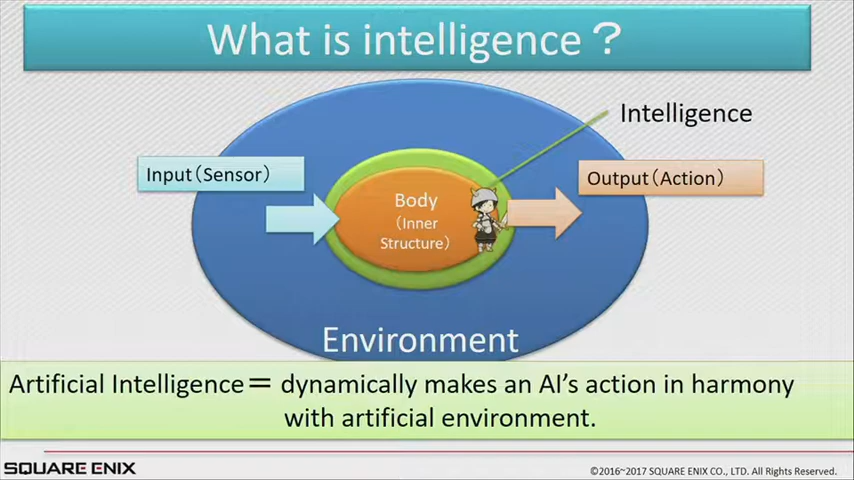 What is intelligence？
Intelligence
Input（Sensor）
Output（Action）
Body
（Inner
Structure）
Environment
Artificial Intelligence＝ dynamically makes an AI’s action in harmony
with artificial environment.
SQUARE ENIX
©2016~2017 SQUARE ENIX CO., LTD. All Rights Reserved.